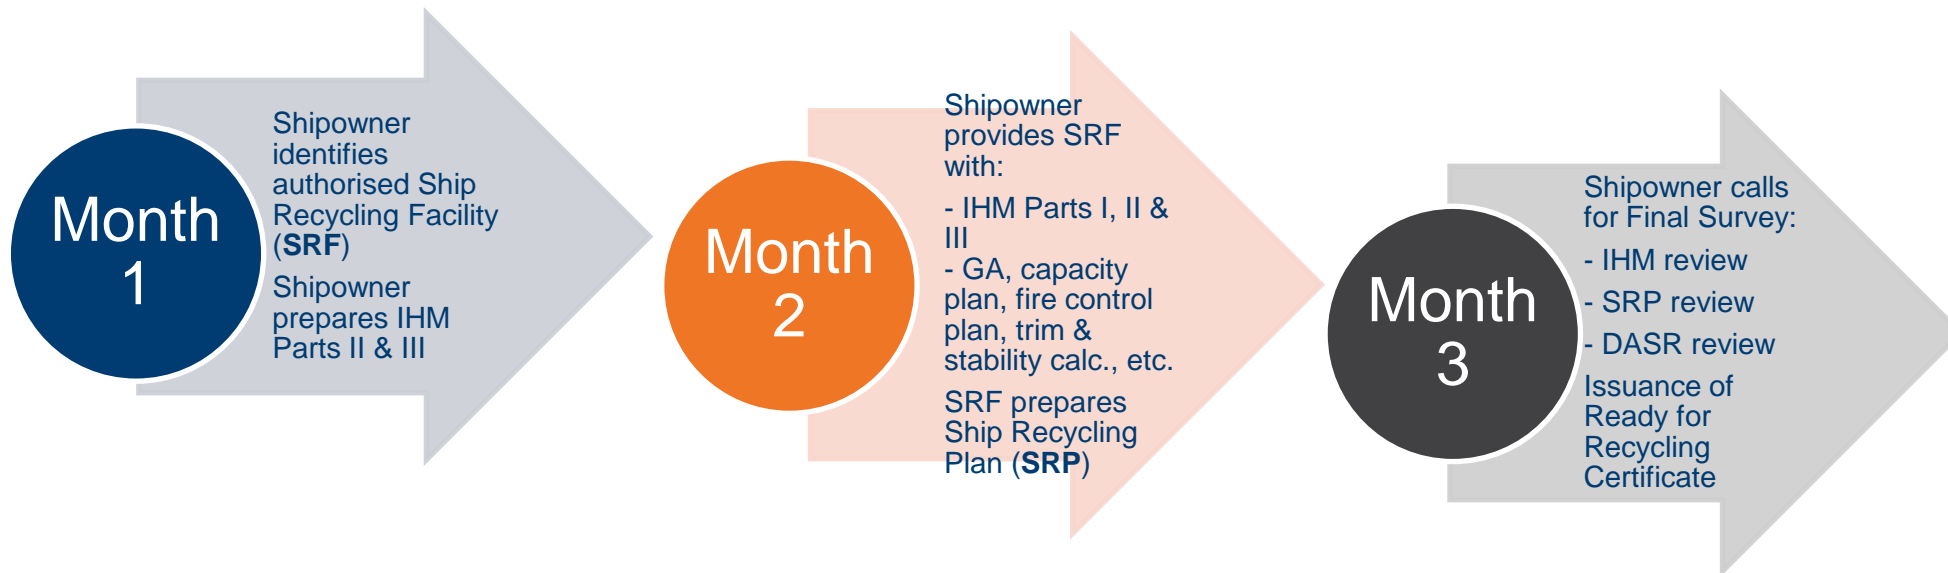 Month
1
Shipowner
identifies
authorised Ship
Recycling Facility
(SRF)
Shipowner
prepares IHM
Parts II & III
Month
2
Shipowner
provides SRF
with:
- IHM Parts I, II &
III
- GA, capacity
plan, fire control
plan, trim &
stability calc., etc.
SRF prepares
Ship Recycling
Plan (SRP)
Month
3
Shipowner calls
for Final Survey:
- IHM review
- SRP review
- DASR review
Issuance of
Ready for
Recycling
Certificate